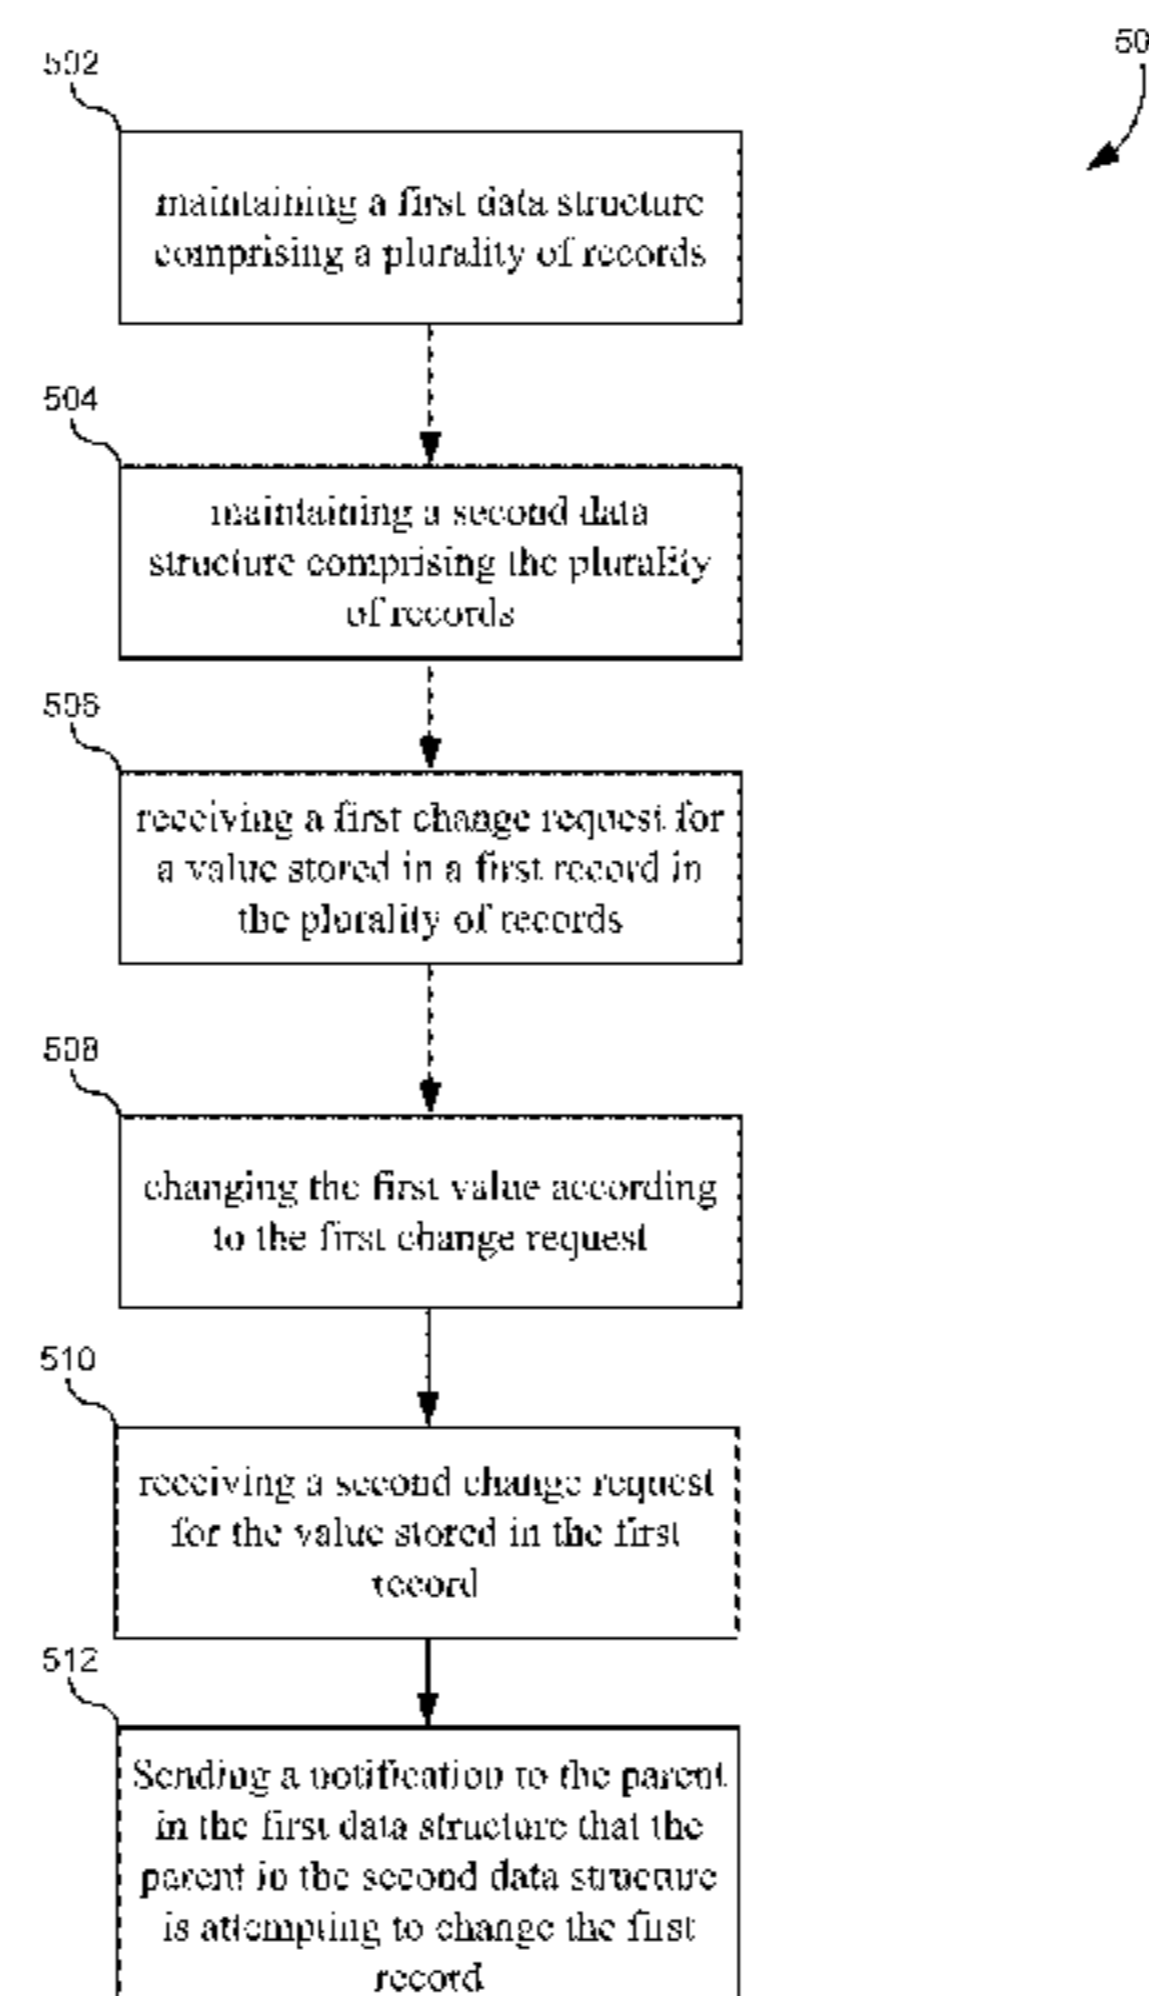 502
50
maintaining a first data structure
comprising a plurality of records
504
maintaining a second data
structure comprising the plurality
of records
506
receiving a first change request for
a value stored in a first record in
the plurality of records
508
changing the first value according
to the first change request
510
receiving a second change request
for the value stored in the first
record
512
Sending a notification to the parent
in the first data structure that the
parent in the second data structure
is attempting to change the first
record